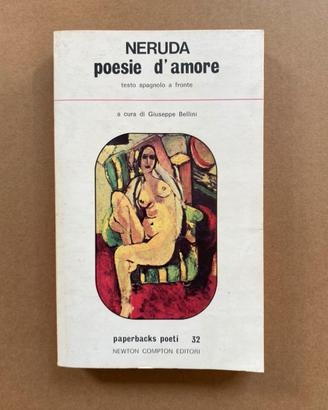 NERUDA
poesie d'amore
testo spagnolo a fronte
a cura di Giuseppe Bellini
paperbacks poeti 32
NEWTON COMPTON EDITORI